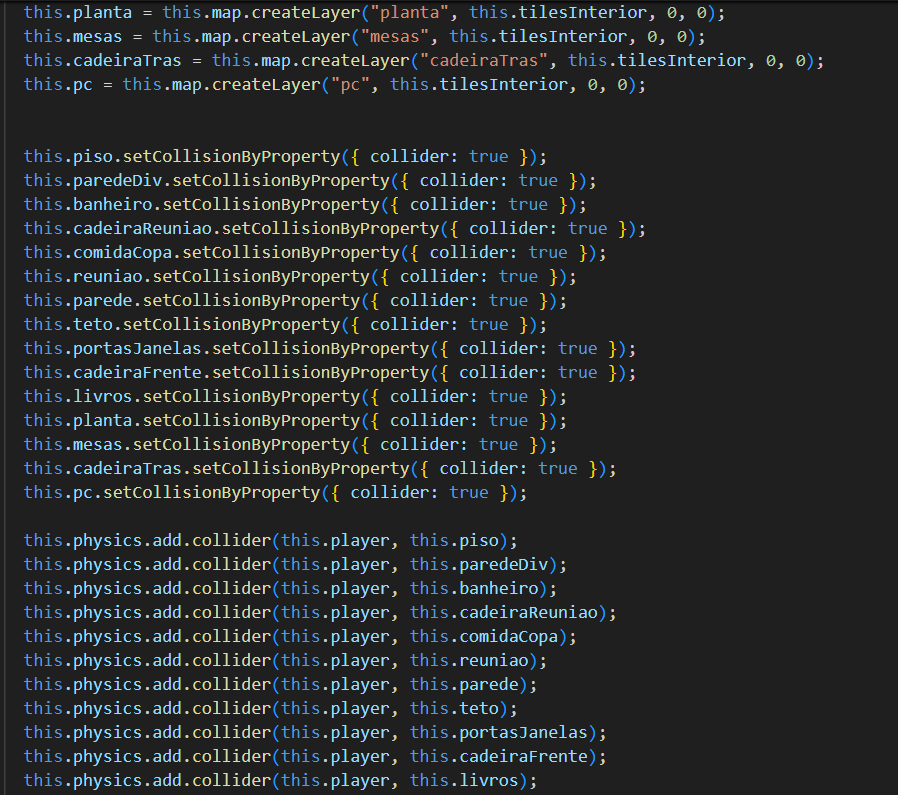 this.planta = this.map.createLayer("planta", this.tilesInterior, 0, 0);
this.mesas = this.map.createLayer("mesas", this.tilesInterior, 0, 0);
this.cadeiraTras = this.map.createLayer("cadeiraTras", this.tilesInterior, 0, 0);
this.pc = this.map.createLayer("pc", this.tilesInterior, 0, 0);
this.piso.setCollisionByProperty({ collider: true });
this.paredeDiv.setCollisionByProperty({ collider: true });
this.banheiro.setCollisionByProperty({ collider: true });
this.cadeiraReuniao.setCollisionByProperty({ collider: true });
this.comidaCopa.setCollisionByProperty({ collider: true });
this.reuniao.setCollisionByProperty({ collider: true });
this.parede.setCollisionByProperty({ collider: true });
this.teto.setCollisionByProperty({ collider: true });
this.portasJanelas.setCollisionByProperty({ collider: true });
this.cadeiraFrente.setCollisionByProperty({ collider: true });
this.livros.setCollisionByProperty({ collider: true });
this.planta.setCollisionByProperty({ collider: true });
this.mesas.setCollisionByProperty({ collider: true });
this.cadeiraTras.setCollisionByProperty({ collider: true });
this.pc.setCollisionByProperty({ collider: true });
this.physics.add.collider(this.player, this.piso);
this.physics.add.collider(this.player, this.paredeDiv);
this.physics.add.collider(this.player, this.banheiro);
this.physics.add.collider(this.player, this.cadeiraReuniao);
this.physics.add.collider(this.player, this.comidaCopa);
this.physics.add.collider(this.player, this.reuniao);
this.physics.add.collider(this.player, this.parede);
this.physics.add.collider(this.player, this.teto);
this.physics.add.collider(this.player, this.portasJanelas);
this.physics.add.collider(this.player, this.cadeiraFrente);
this.physics.add.collider(this.player, this.livros);